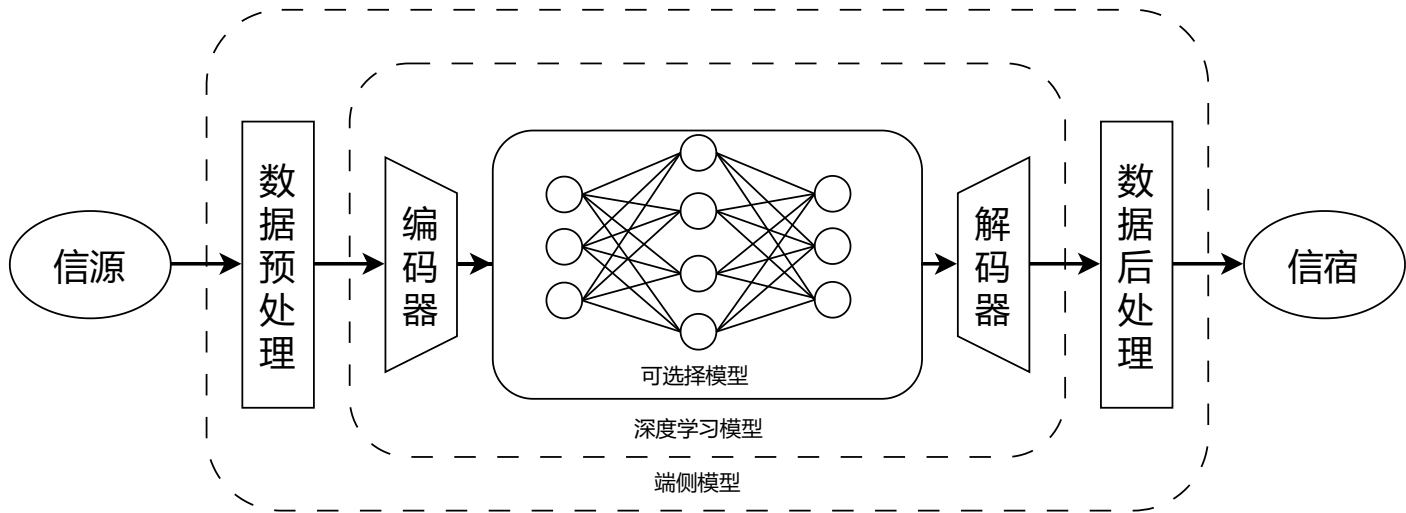 信源
数据预处理
编码器
可选择模型
深度学习模型
端侧模型
解码器
数据后处理
信宿